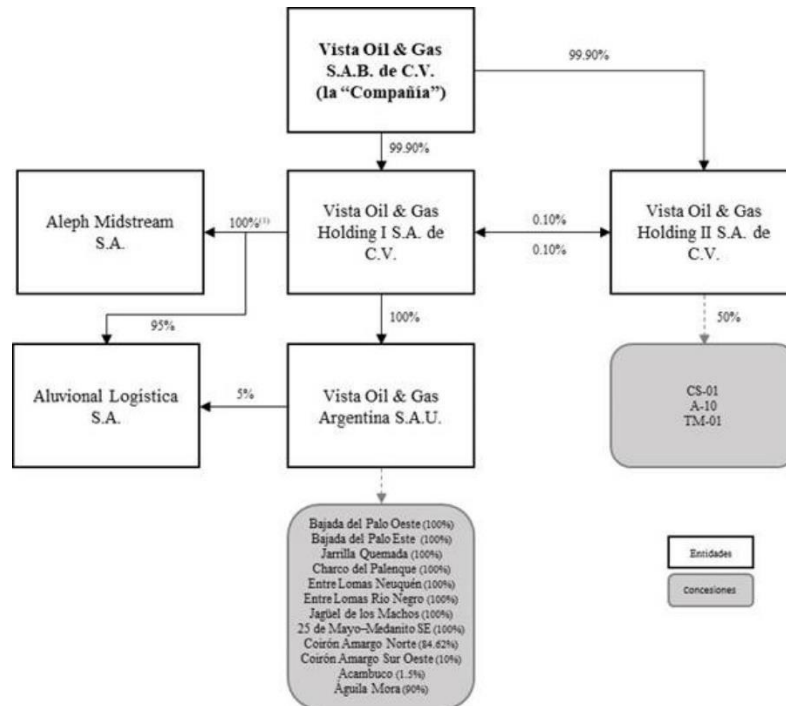 Vista Oil & Gas
S.A.B. de C.V.
(la “Compañía”)
99.90%
99.90%
Aleph Midstream
S.A.
100%(1)
Vista Oil & Gas
Holding I S.A. de
C.V.
0.10%
0.10%
Vista Oil & Gas
Holding II S.A. de
C.V.
95%
100%
50%
Aluvional Logística
S.A.
5%
Vista Oil & Gas
Argentina S.A.U.
CS-01
A-10
TM-01
Bajada del Palo Oeste (100%)
Bajada del Palo Este (100%)
Jarrilla Quemada (100%)
Charco del Palenque (100%)
Entre Lomas Neuquén (100%)
Entre Lomas Rio Negro (100%)
Jagüel de los Machos (100%)
25 de Mayo–Medanito SE (100%)
Coirón Amargo Norte (84.62%)
Coirón Amargo Sur Oeste (10%)
Acambuco (1.5%)
Águila Mora (90%)
Entidades
Concesiones